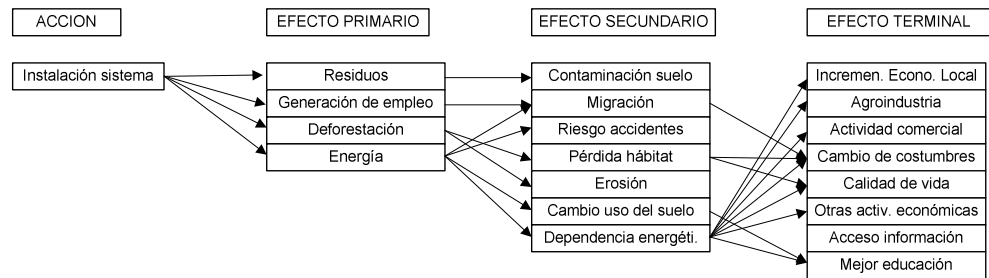 ACCION
EFECTO PRIMARIO
EFECTO SECUNDARIO
EFECTO TERMINAL
Instalación sistema
Residuos
Generación de empleo
Deforestación
Energía
Contaminación suelo
Migración
Riesgo accidentes
Pérdida hábitat
Erosión
Cambio uso del suelo
Dependencia energéti.
Incremen. Econo. Local
Agroindustria
Actividad comercial
Cambio de costumbres
Calidad de vida
Otras activ. económicas
Acceso información
Mejor educación